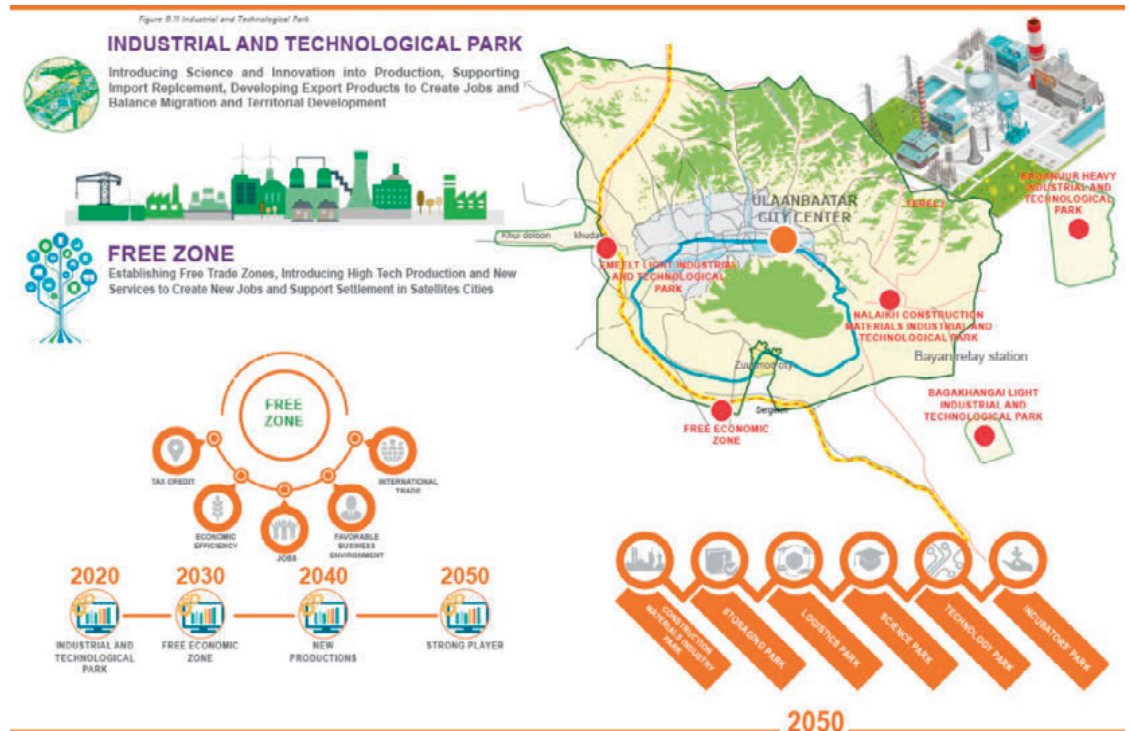 Figure 8.11 Industrial and Technological Park
INDUSTRIAL AND TECHNOLOGICAL PARK
Introducing Science and Innovation into Production, Supporting
Import Replcement, Developing Export Products to Create Jobs and
Balance Migration and Territorial Development
FREE ZONE
Establishing Free Trade Zones, Introducing High Tech Production and New
Services to Create New Jobs and Support Settlement in Satellites Cities
ULAANBAATAR
CITY CENTER
TERELJ
BAGANUUR HEAVY
INDUSTRIAL AND
TECHNOLOGICAL
PARK
Khui doloon khudag
EMEELT LIGHT INDUSTRIAL
AND TECHNOLOGICAL
PARK
NALAIKH CONSTRUCTION
MATERIALS INDUSTRIAL AND
TECHNOLOGICAL PARK
Bayan relay station
Sergelen
FREE ECONOMIC
ZONE
BAGAKHANGAI LIGHT
INDUSTRIAL AND
TECHNOLOGICAL PARK
FREE
ZONE
TAX CREDIT
ECONOMIC
EFFICIENCY
JOBS
FAVORABLE
BUSINESS
ENVIRONMENT
INTERNATIONAL
TRADE
2020
INDUSTRIAL AND
TECHNOLOGICAL
PARK
2030
FREE ECONOMIC
ZONE
2040
NEW
PRODUCTIONS
2050
STRONG PLAYER
CONSTRUCTION
MATERIALS INDUSTRY
PARK
STORAGING PARK
LOGISTICS PARK
SCIENCE PARK
TECHNOLOGY PARK
INCUBATORS' PARK
2050